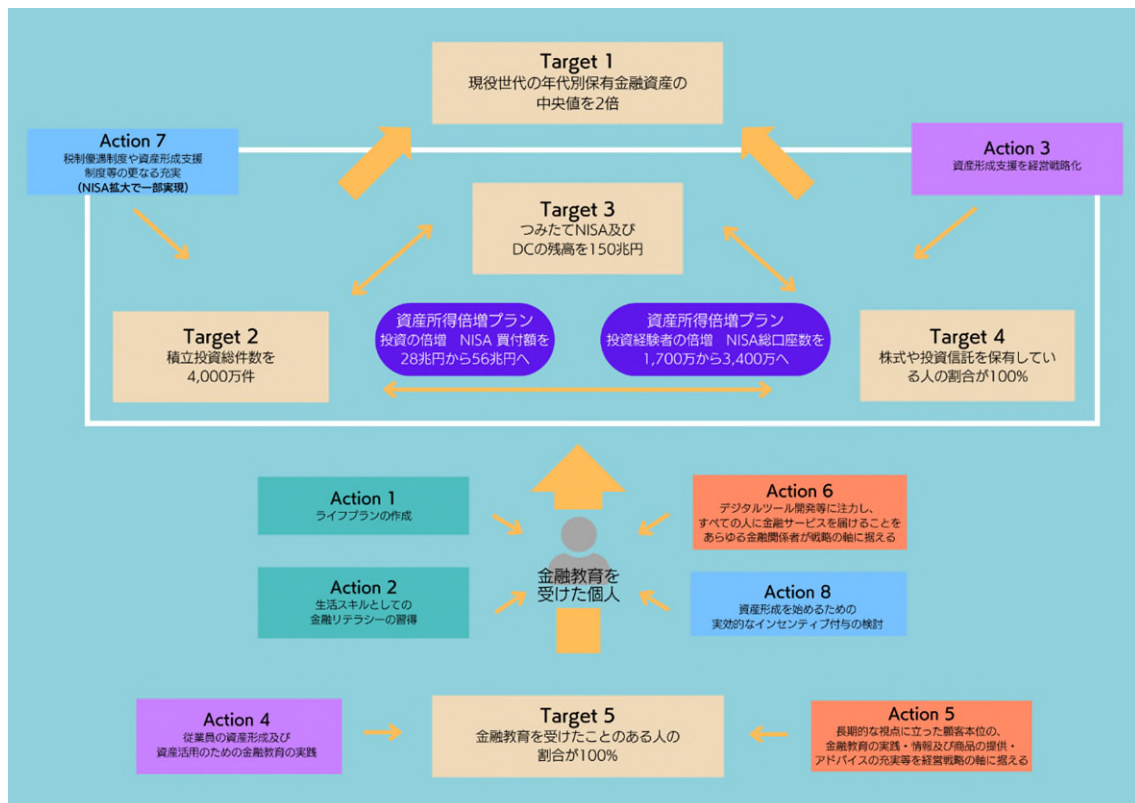 Target 1
現役世代の年代別保有金融資産の
中央値を2倍
Action 7
税制優遇制度や資産形成支援
制度等の更なる充実
(NISA拡大で一部実現)
Action 3
資産形成支援を経営戦略化
Target 3
つみたてNISA及び
DCの残高を150兆円
Target 2
積立投資総件数を
4,000万件
資産所得倍増プラン
投資の倍増　NISA 買付額を
28兆円から56兆円へ
資産所得倍増プラン
投資経験者の倍増　NISA総口座数を
1,700万から3,400万へ
Target 4
株式や投資信託を保有してい
る人の割合が100%
Action 1
ライフプランの作成
Action 6
デジタルツール開発等に注力し、
すべての人に金融サービスを届けることを
あらゆる金融関係者が戦略の軸に据える
金融教育を
受けた個人
Action 2
生活スキルとしての
金融リテラシーの習得
Action 8
資産形成を始めるための
実効的なインセンティブ付与の検討
Action 4
従業員の資産形成及び
資産活用のための金融教育の実践
Target 5
金融教育を受けたことのある人の
割合が100%
Action 5
長期的な視点に立った顧客本位の、
金融教育の実践・情報及び商品の提供・
アドバイスの充実等を経営戦略の軸に据える